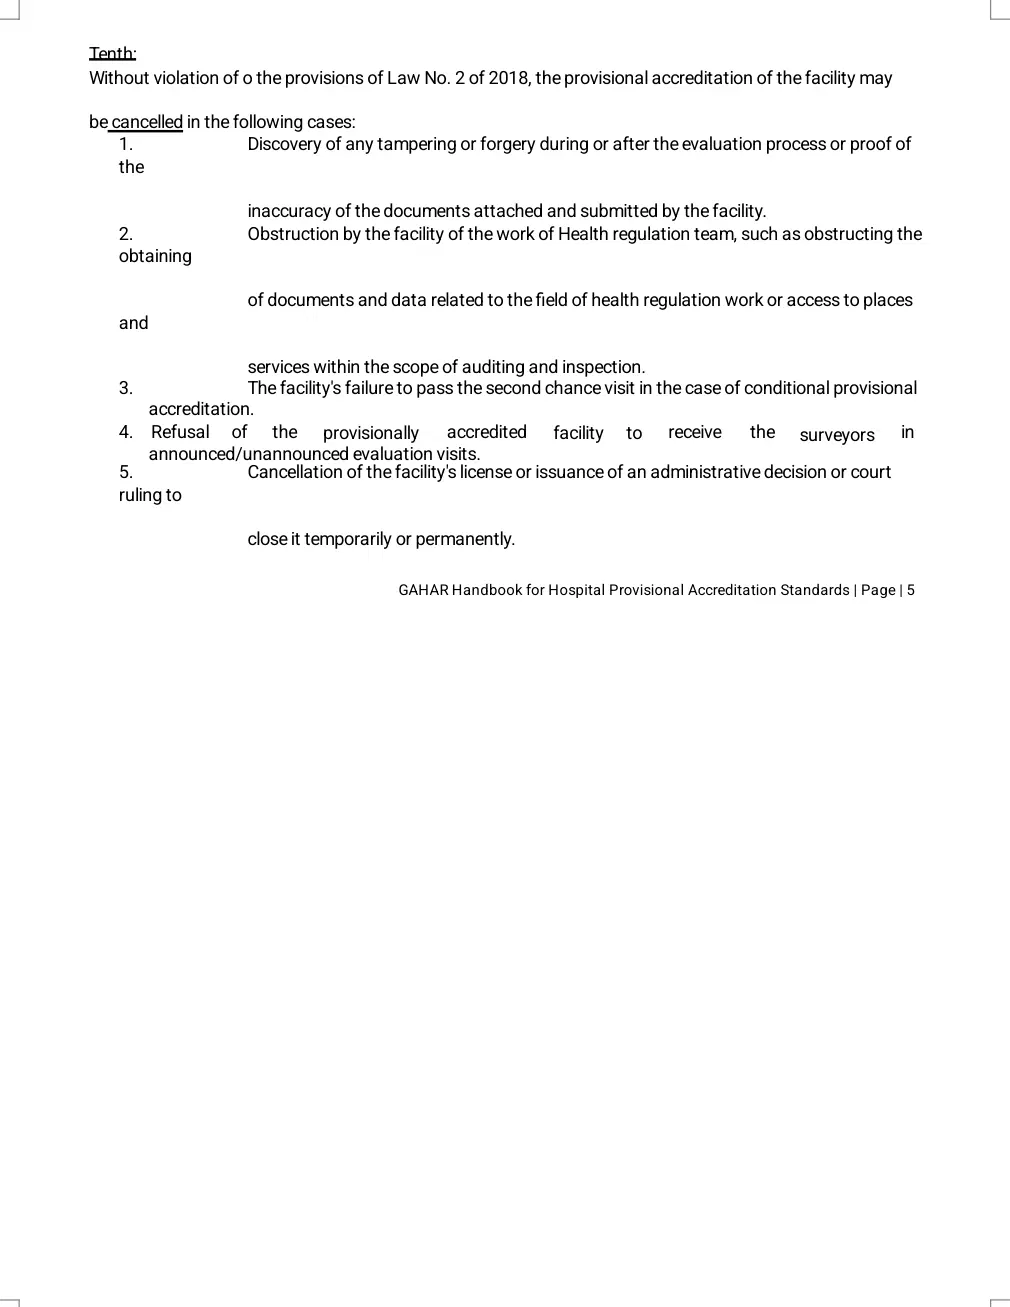 Tenth:
Without violation of o the provisions of Law No. 2 of 2018, the provisional accreditation of the facility may
be cancelled in the following cases:
1. Discovery of any tampering or forgery during or after the evaluation process or proof of
the
inaccuracy of the documents attached and submitted by the facility.
2. Obstruction by the facility of the work of Health regulation team, such as obstructing the
obtaining
of documents and data related to the field of health regulation work or access to places
and
services within the scope of auditing and inspection.
3. The facility's failure to pass the second chance visit in the case of conditional provisional
accreditation.
4. Refusal of the provisionally accredited facility to receive the surveyors in
announced/unannounced evaluation visits.
5. Cancellation of the facility's license or issuance of an administrative decision or court
ruling to
close it temporarily or permanently.
GAHAR Handbook for Hospital Provisional Accreditation Standards | Page | 5